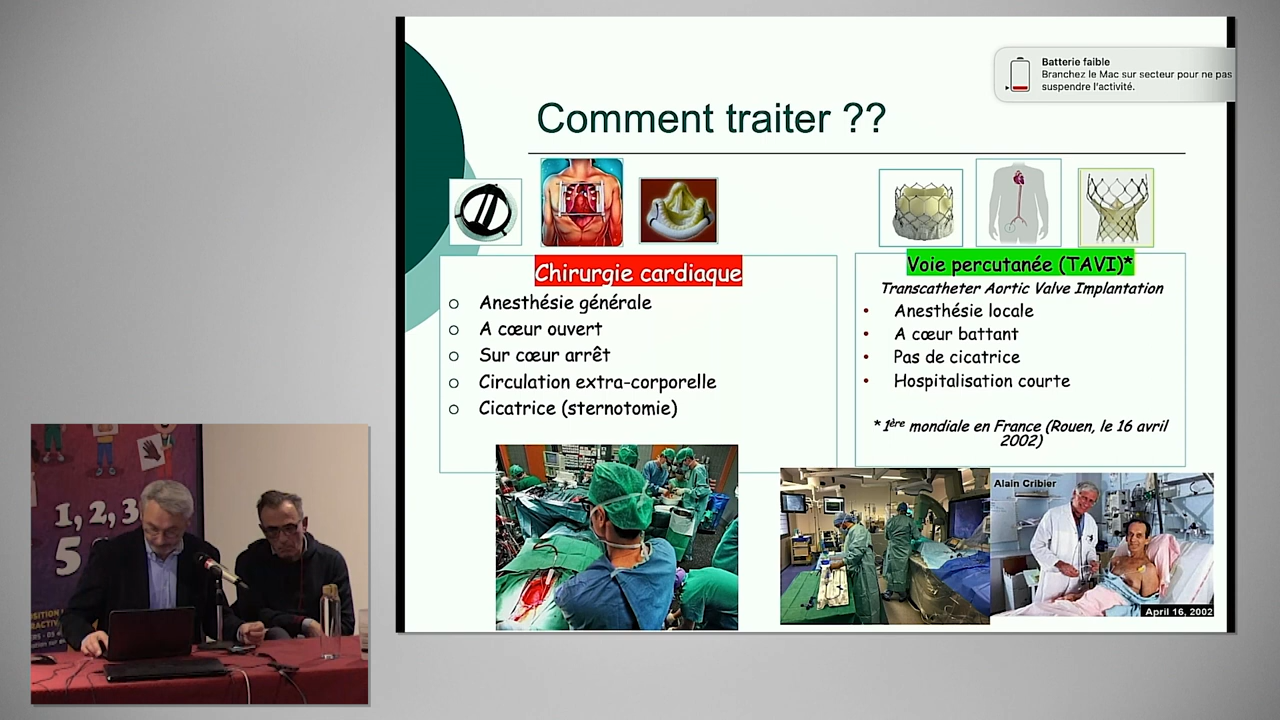 Batterie faible
Branchez le Mac sur secteur pour ne pas
suspendre l'activité.
Comment traiter ??
Chirurgie cardiaque
o Anesthésie générale
o A cœur ouvert
o Sur cœur arrêt
o Circulation extra-corporelle
o Cicatrice (sternotomie)
Voie percutanée (TAVI)*
Transcatheter Aortic Valve Implantation
• Anesthésie locale
• A cœur battant
• Pas de cicatrice
• Hospitalisation courte
* 1ère mondiale en France (Rouen, le 16 avril
2002)
Alain Cribier
April 16, 2002
1, 2, 3
5